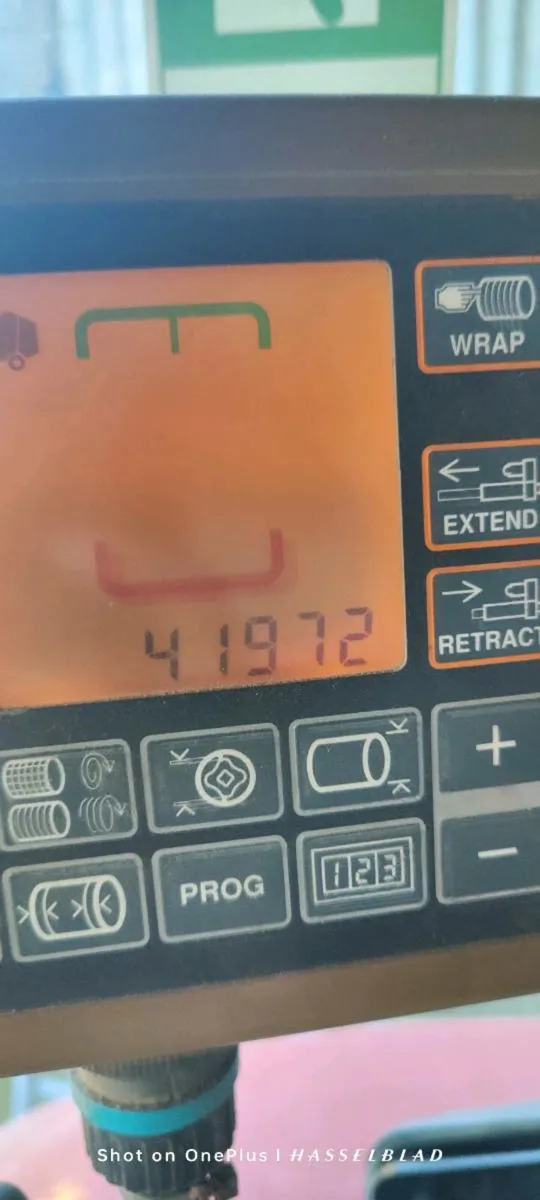 WRAP
EXTEND
RETRACT
41972
+
PROG
123
−
Shot on OnePlus | HASSELBLAD